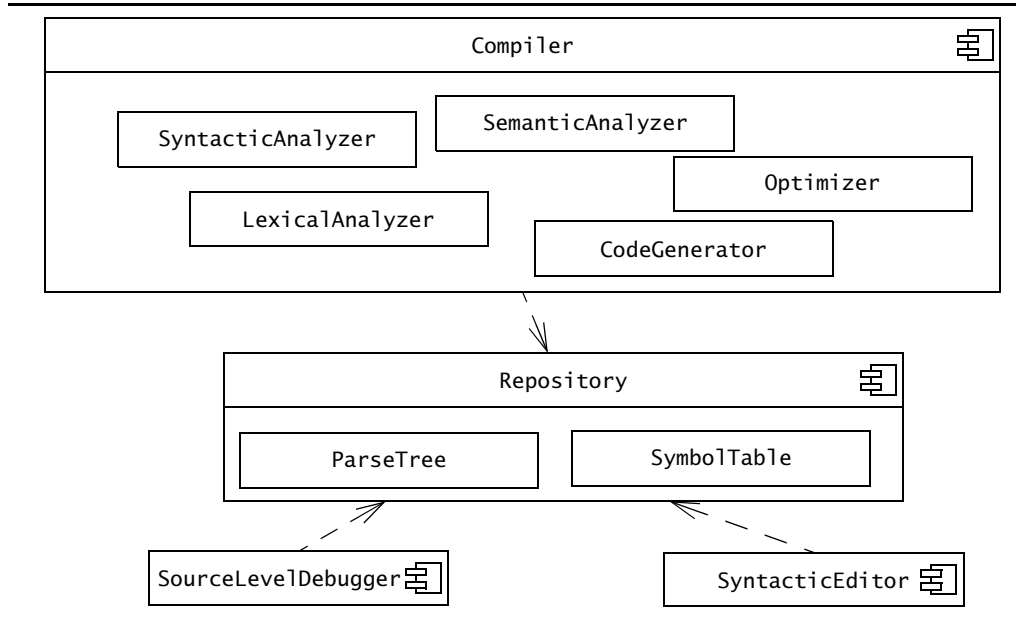 Compiler
SemanticAnalyzer
SyntacticAnalyzer
Optimizer
LexicalAnalyzer
CodeGenerator
Repository
ParseTree
SymbolTable
SourceLevelDebugger
SyntacticEditor